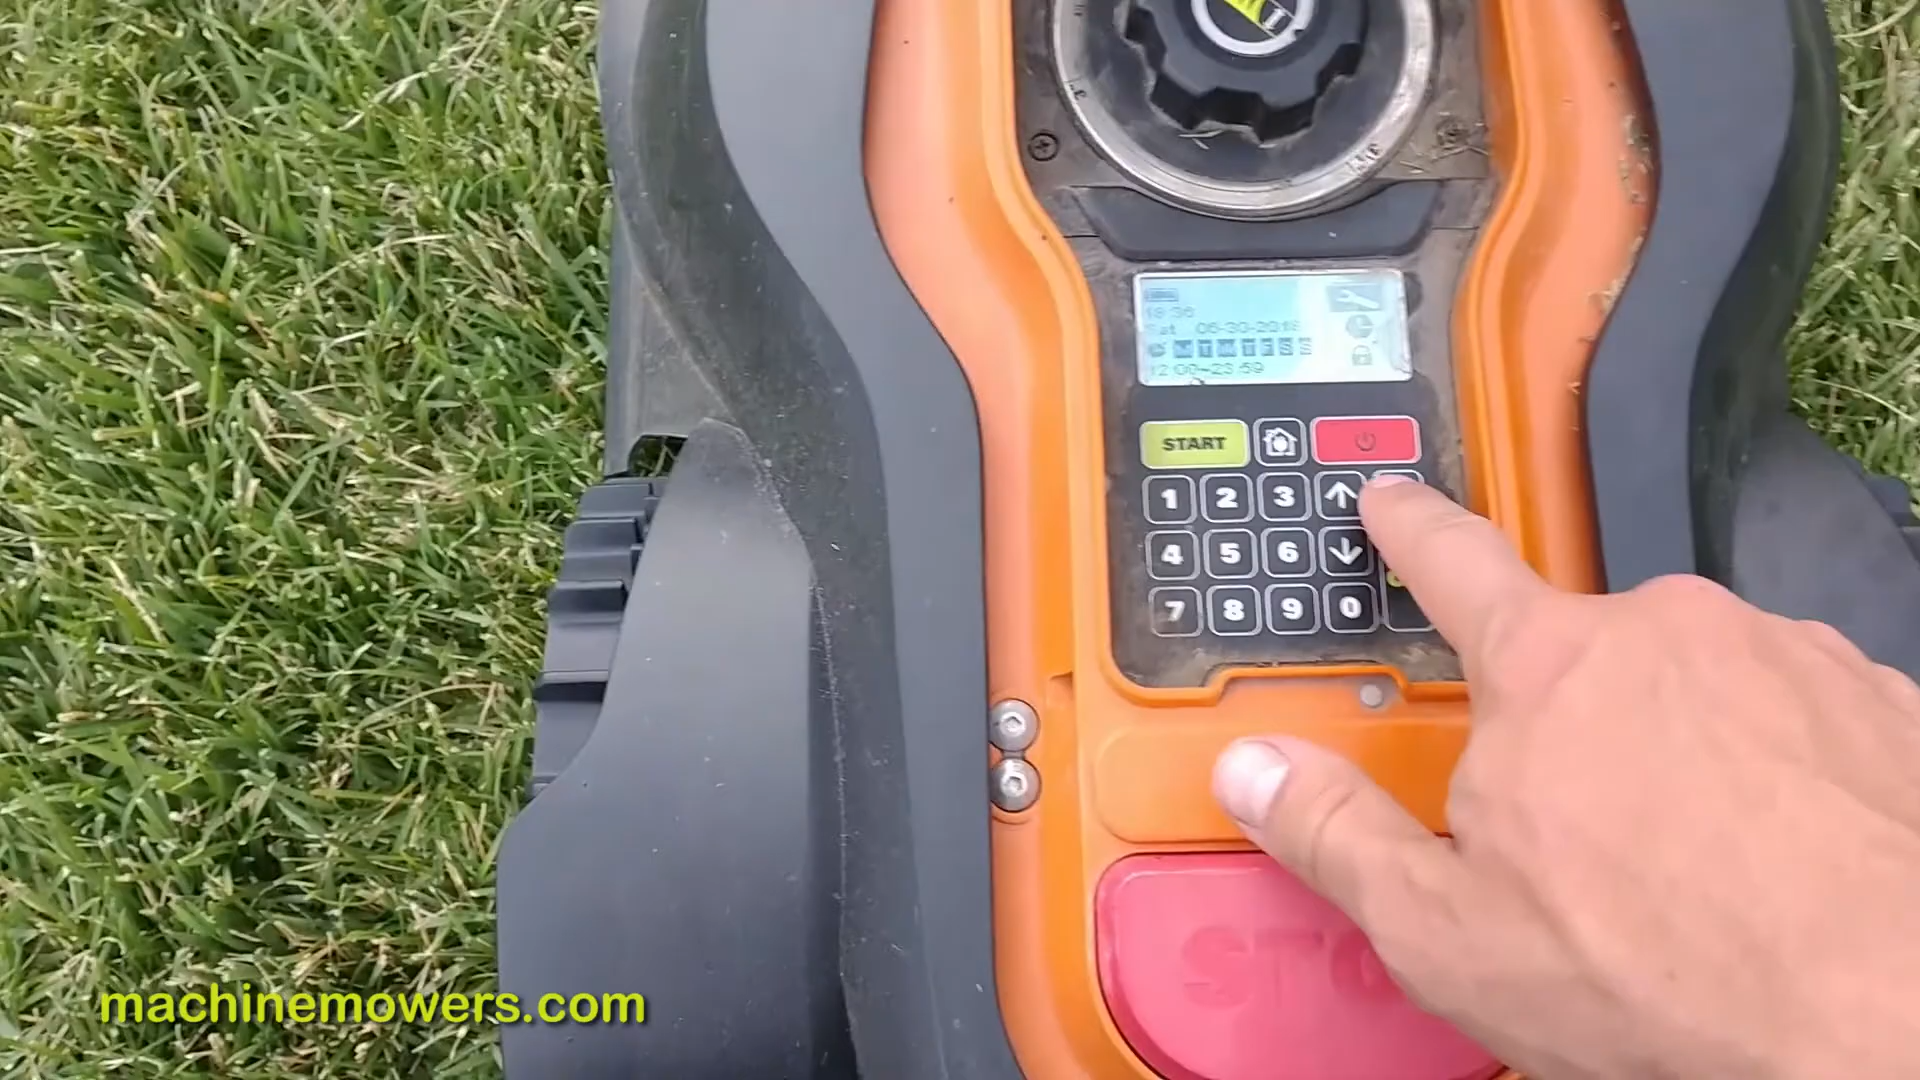 18:36
Sat 06-30-2018
M T W T F S S
12:00~23:59
START
1 2 3 ↑
4 5 6 ↓
7 8 9 0
machinemowers.com